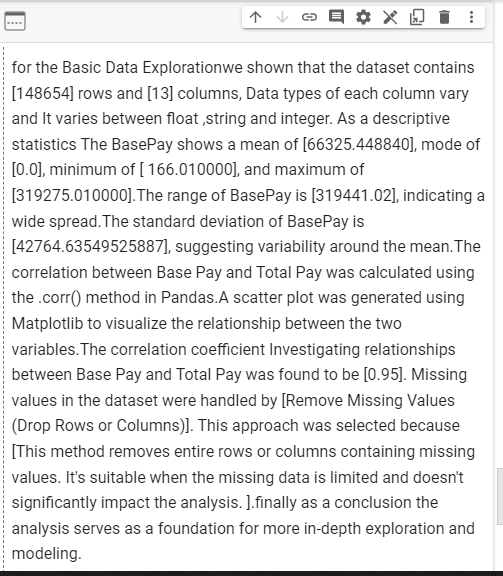 for the Basic Data Explorationwe shown that the dataset contains
[148654] rows and [13] columns, Data types of each column vary
and It varies between float ,string and integer. As a descriptive
statistics The BasePay shows a mean of [66325.448840], mode of
[0.0], minimum of [ 166.010000], and maximum of
[319275.010000].The range of BasePay is [319441.02], indicating a
wide spread.The standard deviation of BasePay is
[42764.63549525887], suggesting variability around the mean.The
correlation between Base Pay and Total Pay was calculated using
the .corr() method in Pandas.A scatter plot was generated using
Matplotlib to visualize the relationship between the two
variables.The correlation coefficient Investigating relationships
between Base Pay and Total Pay was found to be [0.95]. Missing
values in the dataset were handled by [Remove Missing Values
(Drop Rows or Columns)]. This approach was selected because
[This method removes entire rows or columns containing missing
values. It's suitable when the missing data is limited and doesn't
significantly impact the analysis. ].finally as a conclusion the
analysis serves as a foundation for more in-depth exploration and
modeling.